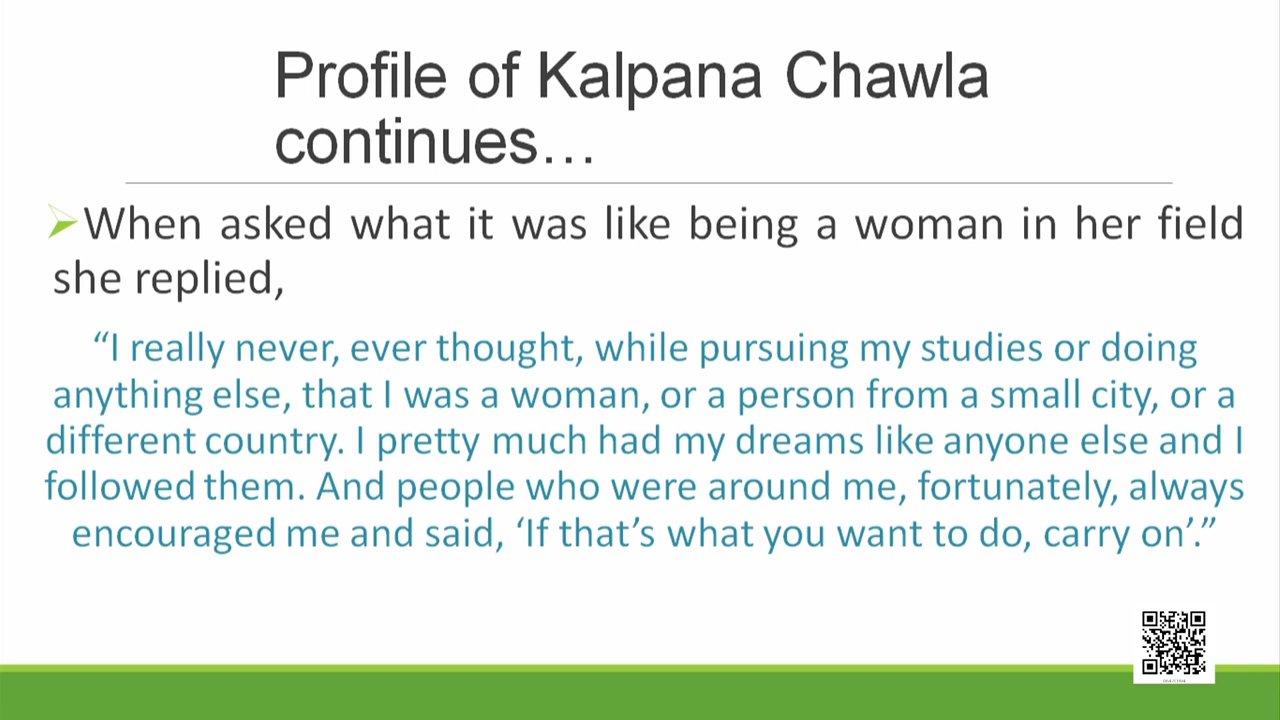 Profile of Kalpana Chawla
continues…
When asked what it was like being a woman in her field
she replied,
“I really never, ever thought, while pursuing my studies or doing
anything else, that I was a woman, or a person from a small city, or a
different country. I pretty much had my dreams like anyone else and I
followed them. And people who were around me, fortunately, always
encouraged me and said, ‘If that’s what you want to do, carry on’.”